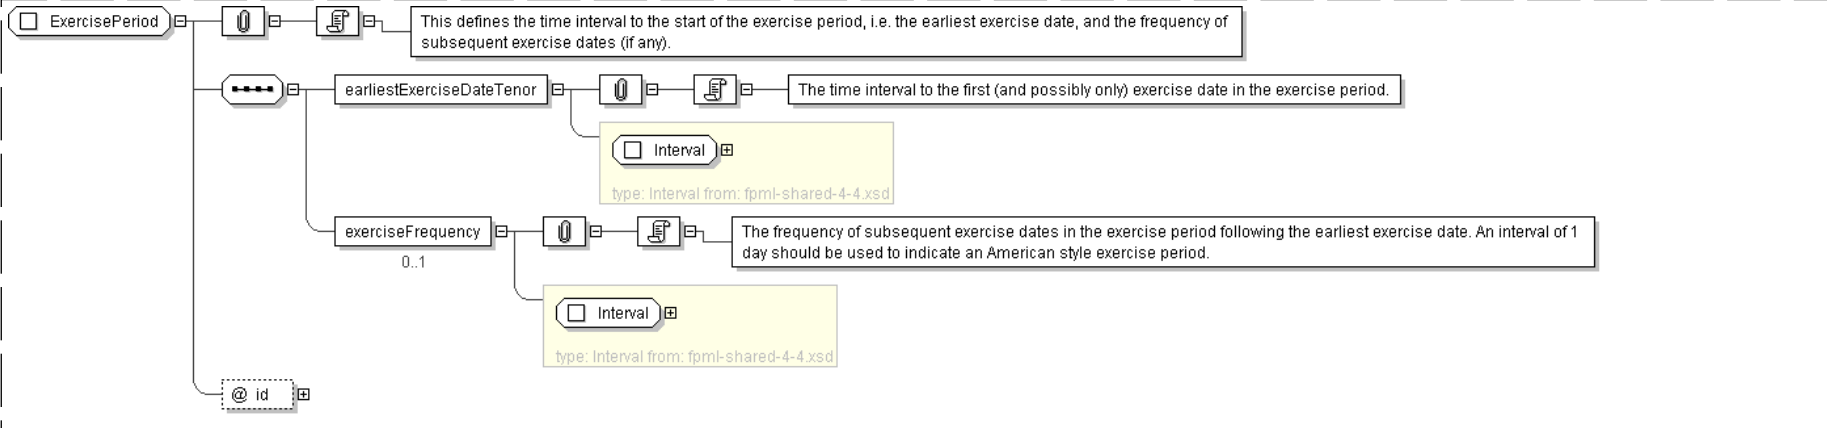 ExercisePeriod
This defines the time interval to the start of the exercise period, i.e. the earliest exercise date, and the frequency of
subsequent exercise dates (if any).
earliestExerciseDateTenor
The time interval to the first (and possibly only) exercise date in the exercise period.
Interval
type: Interval from: fpml-shared-4-4.xsd
exerciseFrequency
0..1
The frequency of subsequent exercise dates in the exercise period following the earliest exercise date. An interval of 1
day should be used to indicate an American style exercise period.
Interval
type: Interval from: fpml-shared-4-4.xsd
@ id